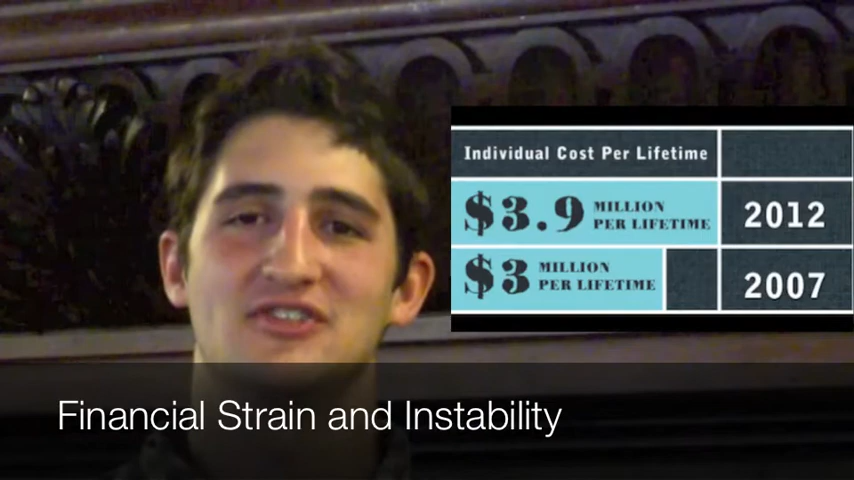 Individual Cost Per Lifetime
$3.9 MILLION PER LIFETIME 2012
$3 MILLION PER LIFETIME 2007
Financial Strain and Instability